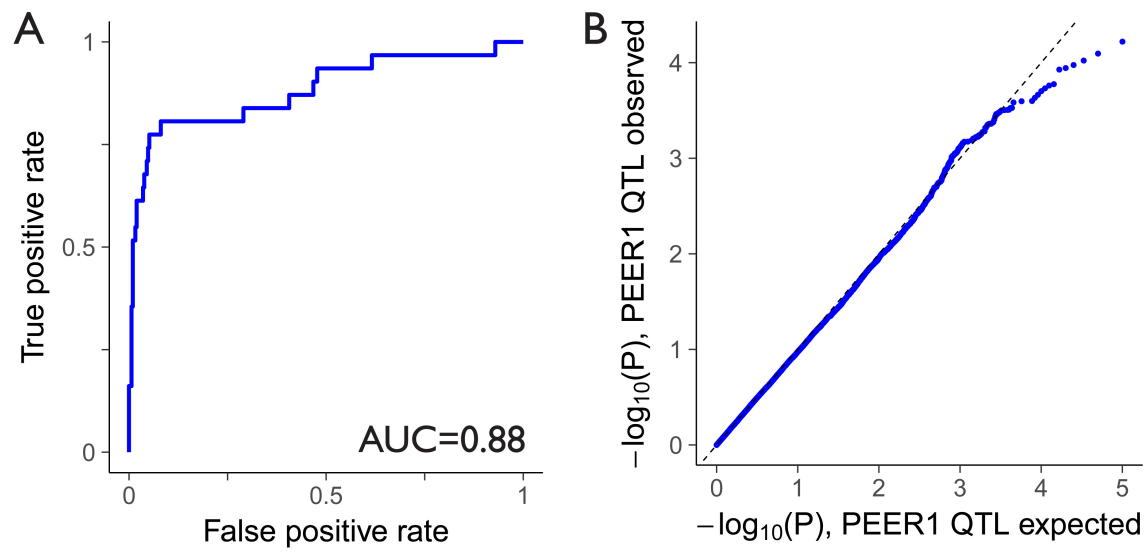 A
True positive rate
1
0.5
0
AUC=0.88
0
0.5
1
False positive rate
B
−log10(P), PEER1 QTL observed
4
3
2
1
0
0
1
2
3
4
5
−log10(P), PEER1 QTL expected